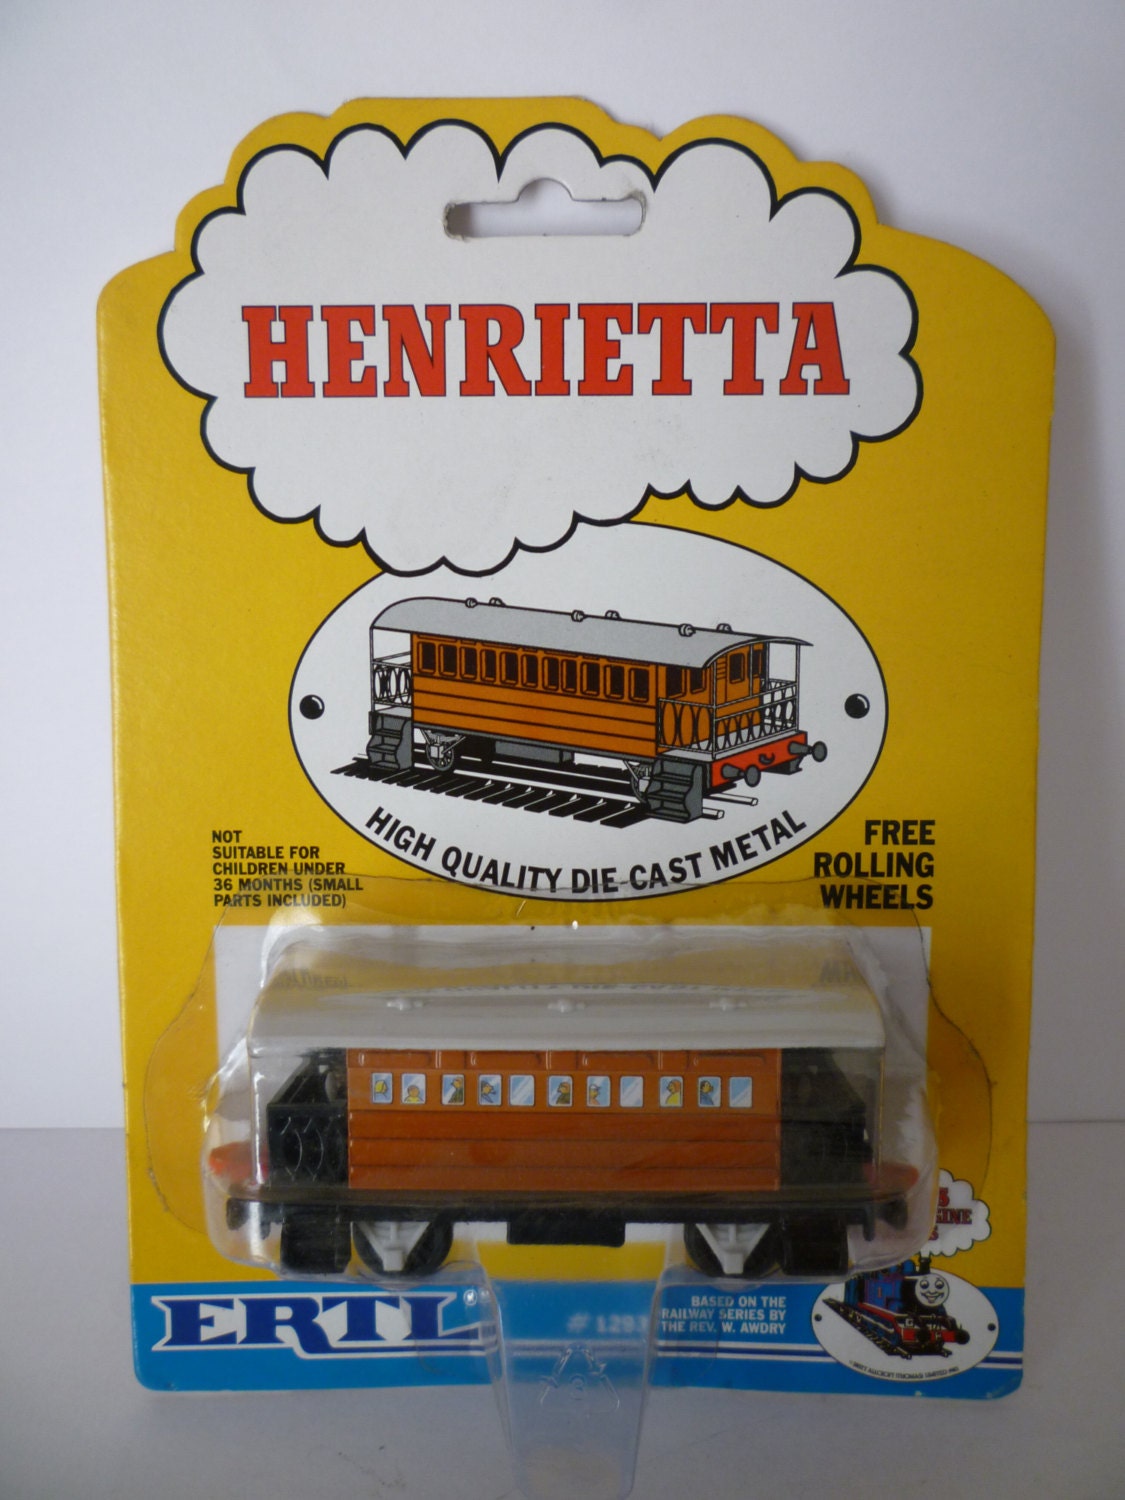 HENRIETTA
HIGH QUALITY DIE CAST METAL
NOT
SUITABLE FOR
CHILDREN UNDER
36 MONTHS (SMALL
PARTS INCLUDED)
FREE
ROLLING
WHEELS
ERTL
BASED ON THE
RAILWAY SERIES BY
THE REV. W. AWDRY